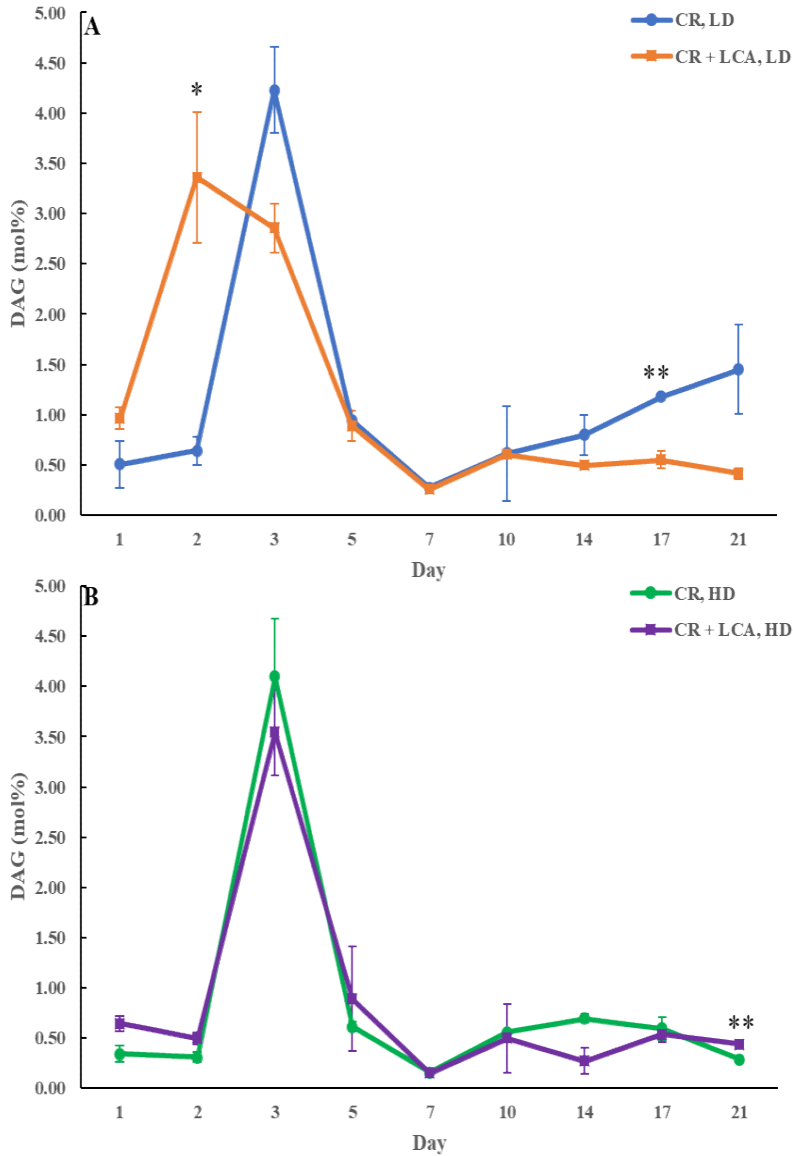 A
CR, LD
CR + LCA, LD
DAG (mol%)
5.00
4.50
4.00
3.50
3.00
2.50
2.00
1.50
1.00
0.50
0.00
*
**
1 2 3 5 7 10 14 17 21
Day
B
CR, HD
CR + LCA, HD
DAG (mol%)
5.00
4.50
4.00
3.50
3.00
2.50
2.00
1.50
1.00
0.50
0.00
**
1 2 3 5 7 10 14 17 21
Day